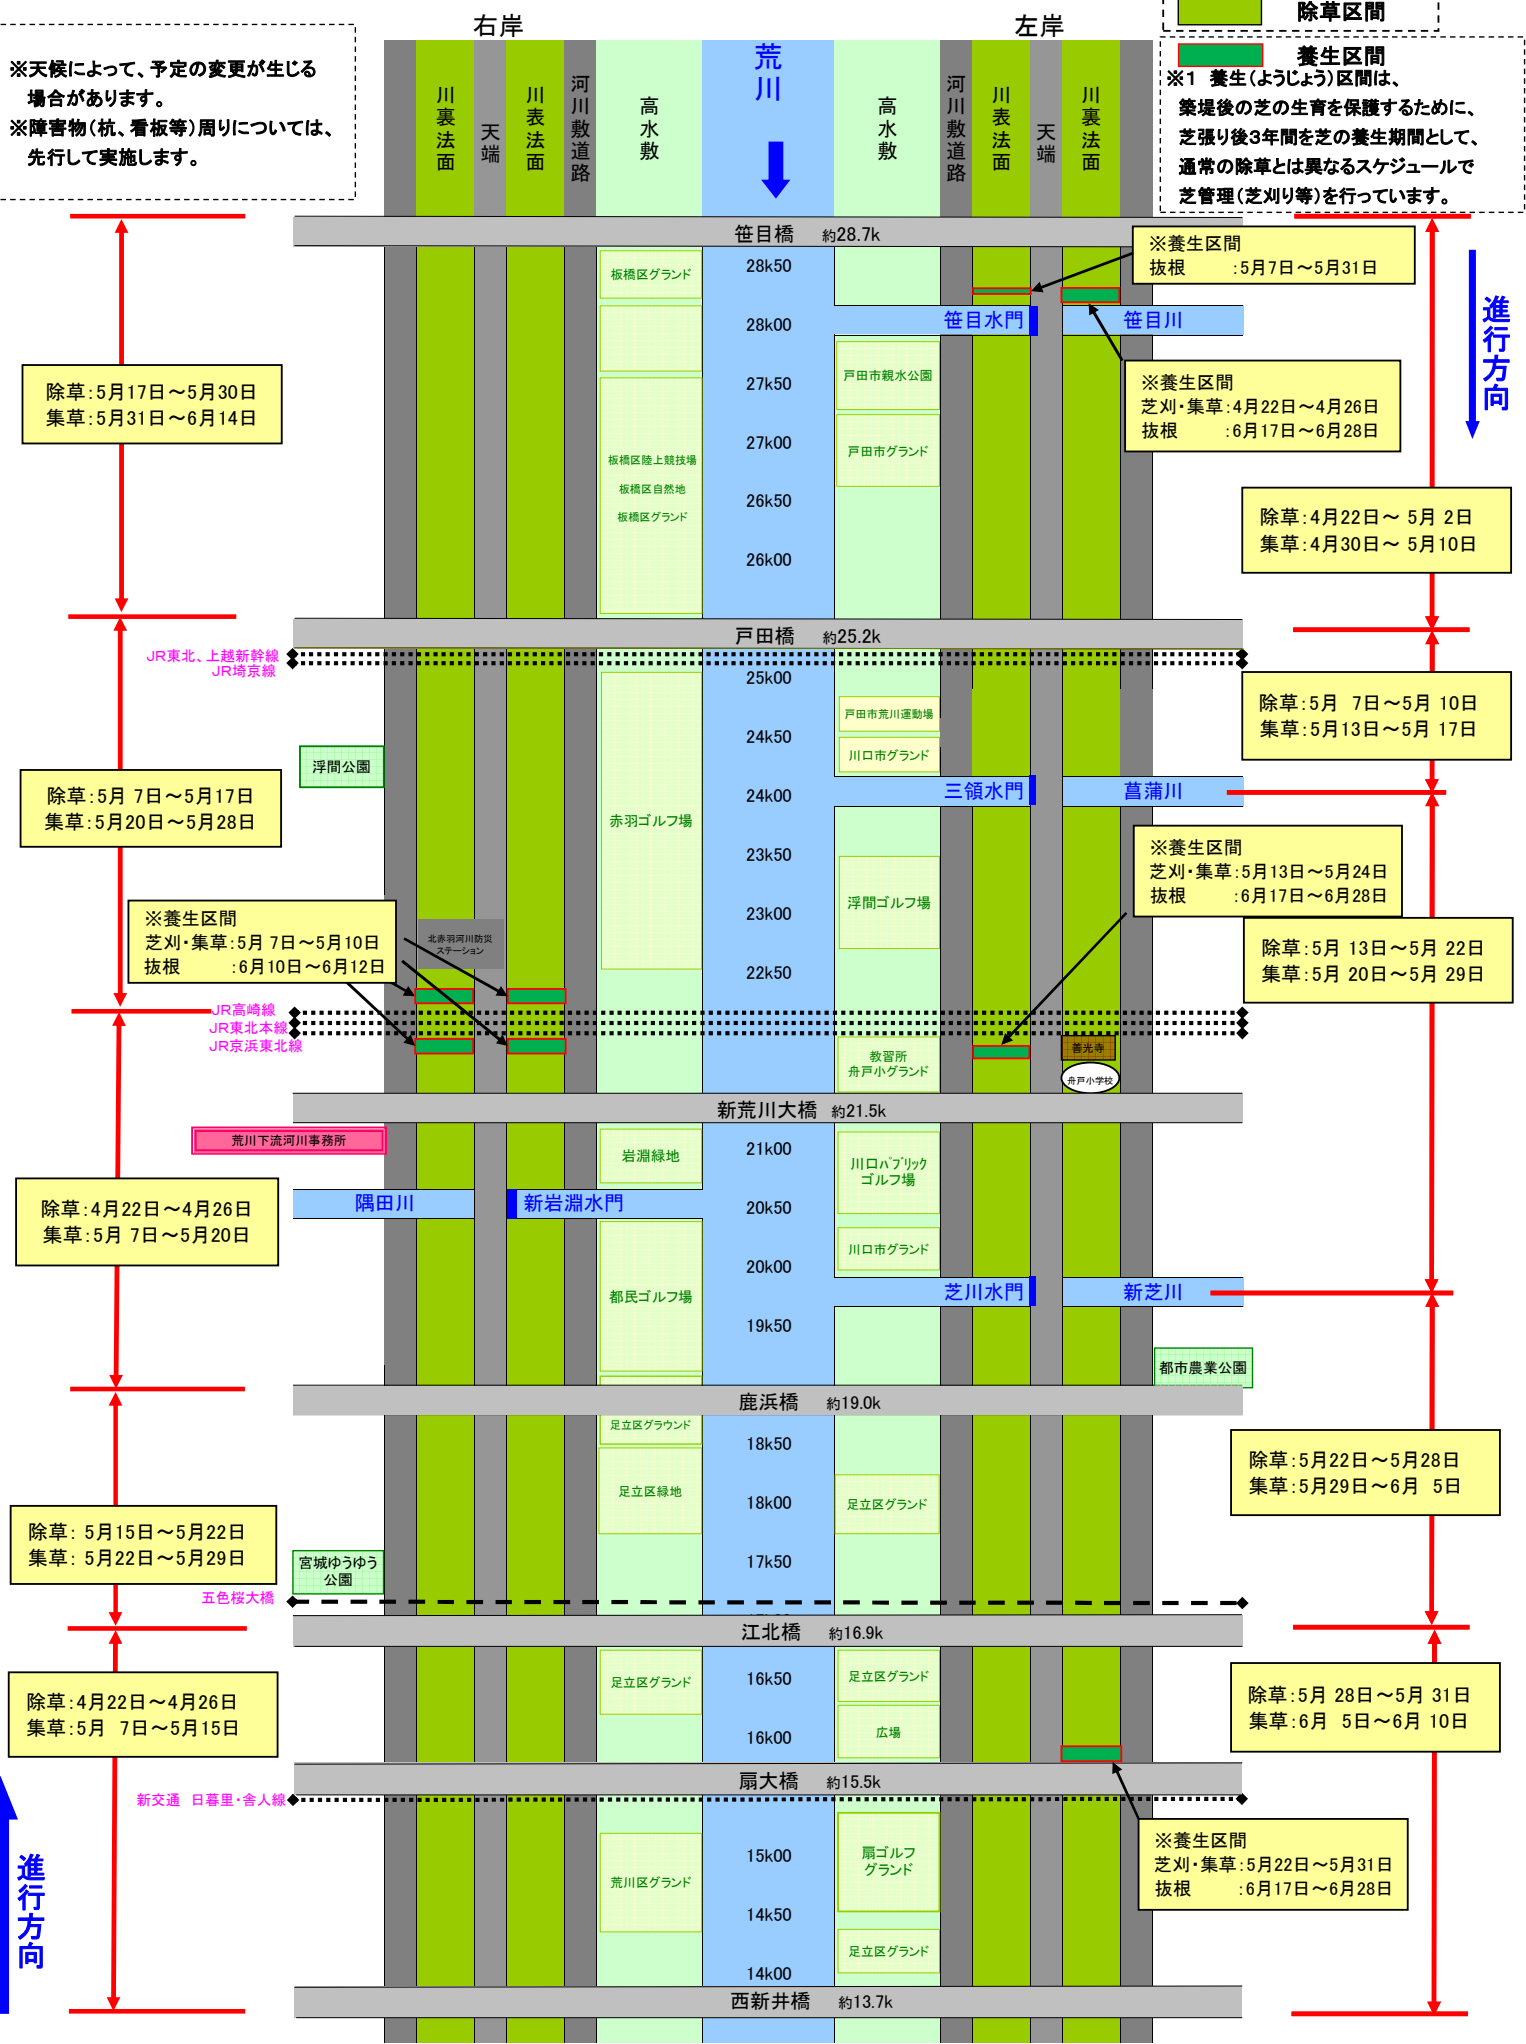 右岸
左岸
除草区間
養生区間
※1 養生(ようじょう)区間は、
築堤後の芝の生育を保護するために、
芝張り後3年間を芝の養生期間として、
通常の除草とは異なるスケジュールで
芝管理(芝刈り等)を行っています。
※天候によって、予定の変更が生じる
場合があります。
※障害物(杭、看板等)周りについては、
先行して実施します。
川裏法面
天端
川表法面
河川敷道路
高水敷
荒川
高水敷
河川敷道路
川表法面
天端
川裏法面
笹目橋 約28.7k
※養生区間
抜根 :5月7日～5月31日
板橋区グランド
28k50
28k00
笹目水門
笹目川
進行方向
27k50
戸田市親水公園
※養生区間
芝刈・集草:4月22日～4月26日
抜根 :6月17日～6月28日
除草:5月17日～5月30日
集草:5月31日～6月14日
27k00
戸田市グランド
板橋区陸上競技場
板橋区自然地
板橋区グランド
26k50
26k00
除草:4月22日～ 5月 2日
集草:4月30日～ 5月10日
戸田橋 約25.2k
JR東北、上越新幹線
JR埼京線
25k00
戸田市荒川運動場
24k50
川口市グランド
除草:5月 7日～5月 10日
集草:5月13日～5月 17日
浮間公園
除草:5月 7日～5月17日
集草:5月20日～5月28日
24k00
三領水門
菖蒲川
赤羽ゴルフ場
23k50
※養生区間
芝刈・集草:5月13日～5月24日
抜根 :6月17日～6月28日
23k00
浮間ゴルフ場
※養生区間
芝刈・集草:5月 7日～5月10日
抜根 :6月10日～6月12日
北赤羽河川防災
ステーション
22k50
除草:5月 13日～5月 22日
集草:5月 20日～5月 29日
JR高崎線
JR東北本線
JR京浜東北線
教習所
舟戸小グランド
善光寺
舟戸小学校
新荒川大橋 約21.5k
荒川下流河川事務所
岩淵緑地
21k00
川口パブリック
ゴルフ場
隅田川
新岩淵水門
20k50
除草:4月22日～4月26日
集草:5月 7日～5月20日
川口市グランド
20k00
芝川水門
新芝川
都民ゴルフ場
19k50
都市農業公園
鹿浜橋 約19.0k
足立区グラウンド
18k50
足立区緑地
18k00
足立区グランド
除草:5月22日～5月28日
集草:5月29日～6月 5日
除草: 5月15日～5月22日
集草: 5月22日～5月29日
17k50
宮城ゆうゆう
公園
五色桜大橋
江北橋 約16.9k
足立区グランド
16k50
足立区グランド
除草:4月22日～4月26日
集草:5月 7日～5月15日
除草:5月 28日～5月 31日
集草:6月 5日～6月 10日
16k00
広場
扇大橋 約15.5k
新交通 日暮里・舎人線
15k00
扇ゴルフ
グランド
※養生区間
芝刈・集草:5月22日～5月31日
抜根 :6月17日～6月28日
荒川区グランド
進行方向
14k50
足立区グランド
14k00
西新井橋 約13.7k